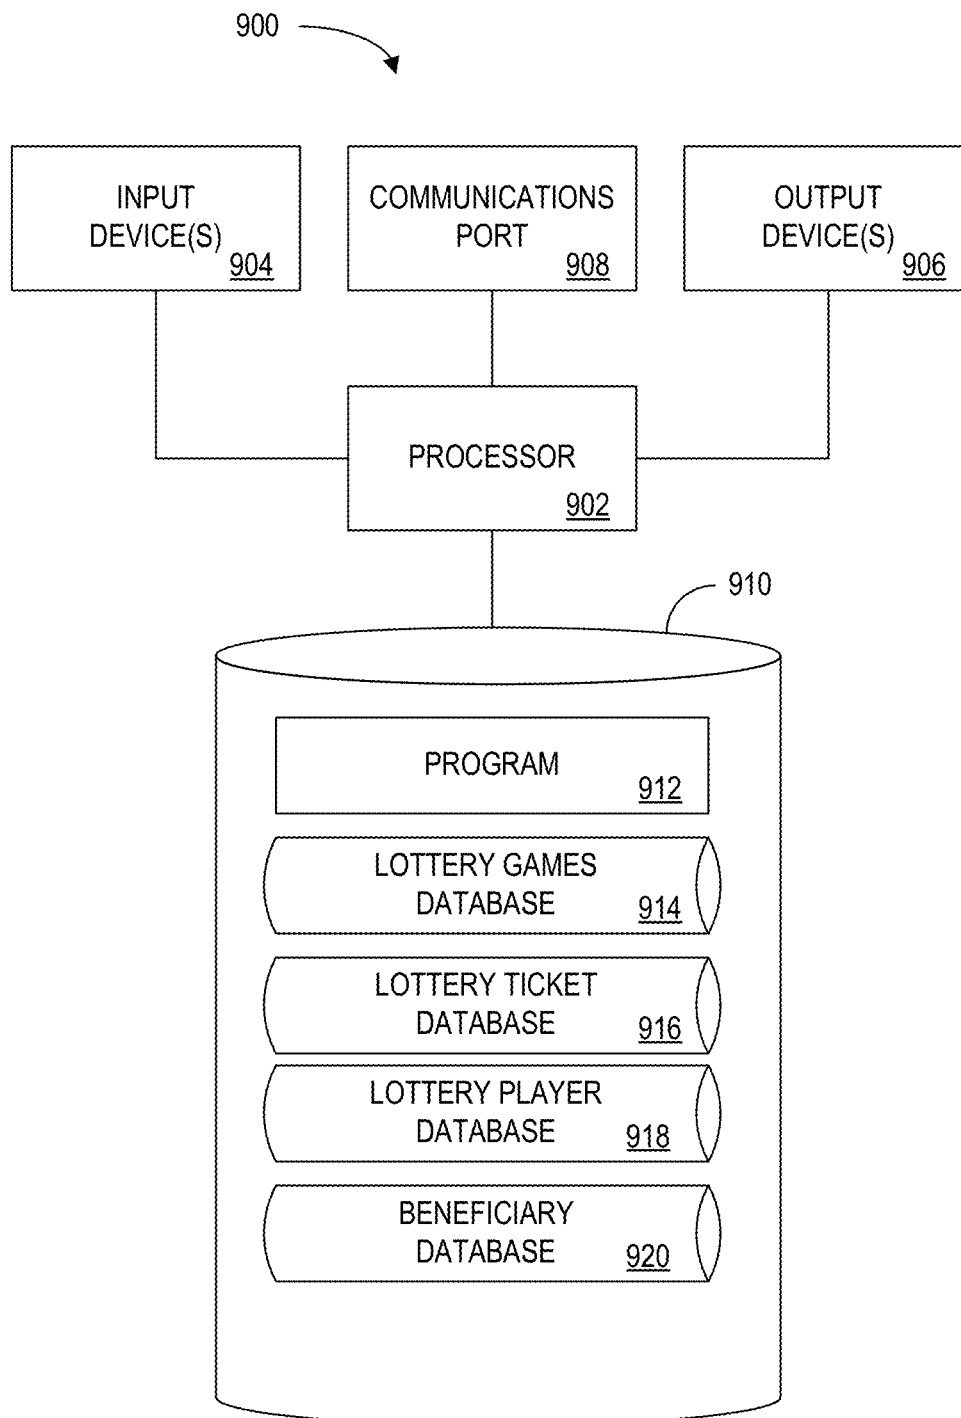 900
INPUT
DEVICE(S)
904
COMMUNICATIONS
PORT
908
OUTPUT
DEVICE(S)
906
PROCESSOR
902
910
PROGRAM
912
LOTTERY GAMES
DATABASE
914
LOTTERY TICKET
DATABASE
916
LOTTERY PLAYER
DATABASE
918
BENEFICIARY
DATABASE
920